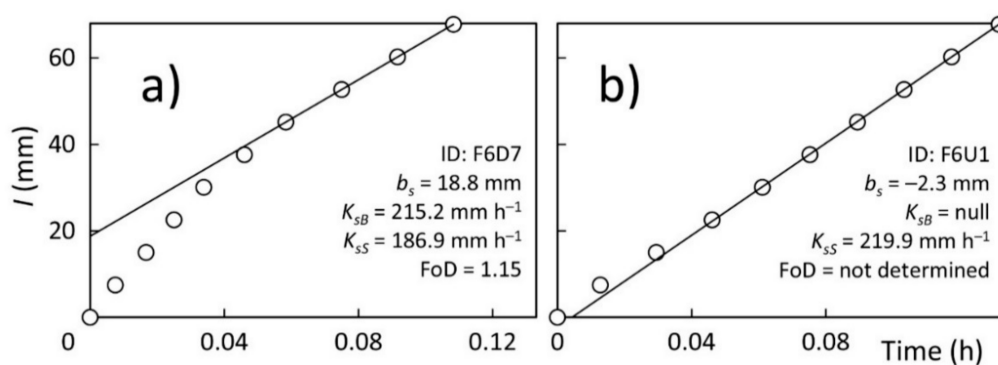 a)
b)
I (mm)
60
40
20
0
0.04
0.08
0.12
ID: F6D7
bs = 18.8 mm
KsB = 215.2 mm h−1
KsS = 186.9 mm h−1
FoD = 1.15
ID: F6U1
bs = −2.3 mm
KsB = null
KsS = 219.9 mm h−1
FoD = not determined
0
0.04
0.08
Time (h)